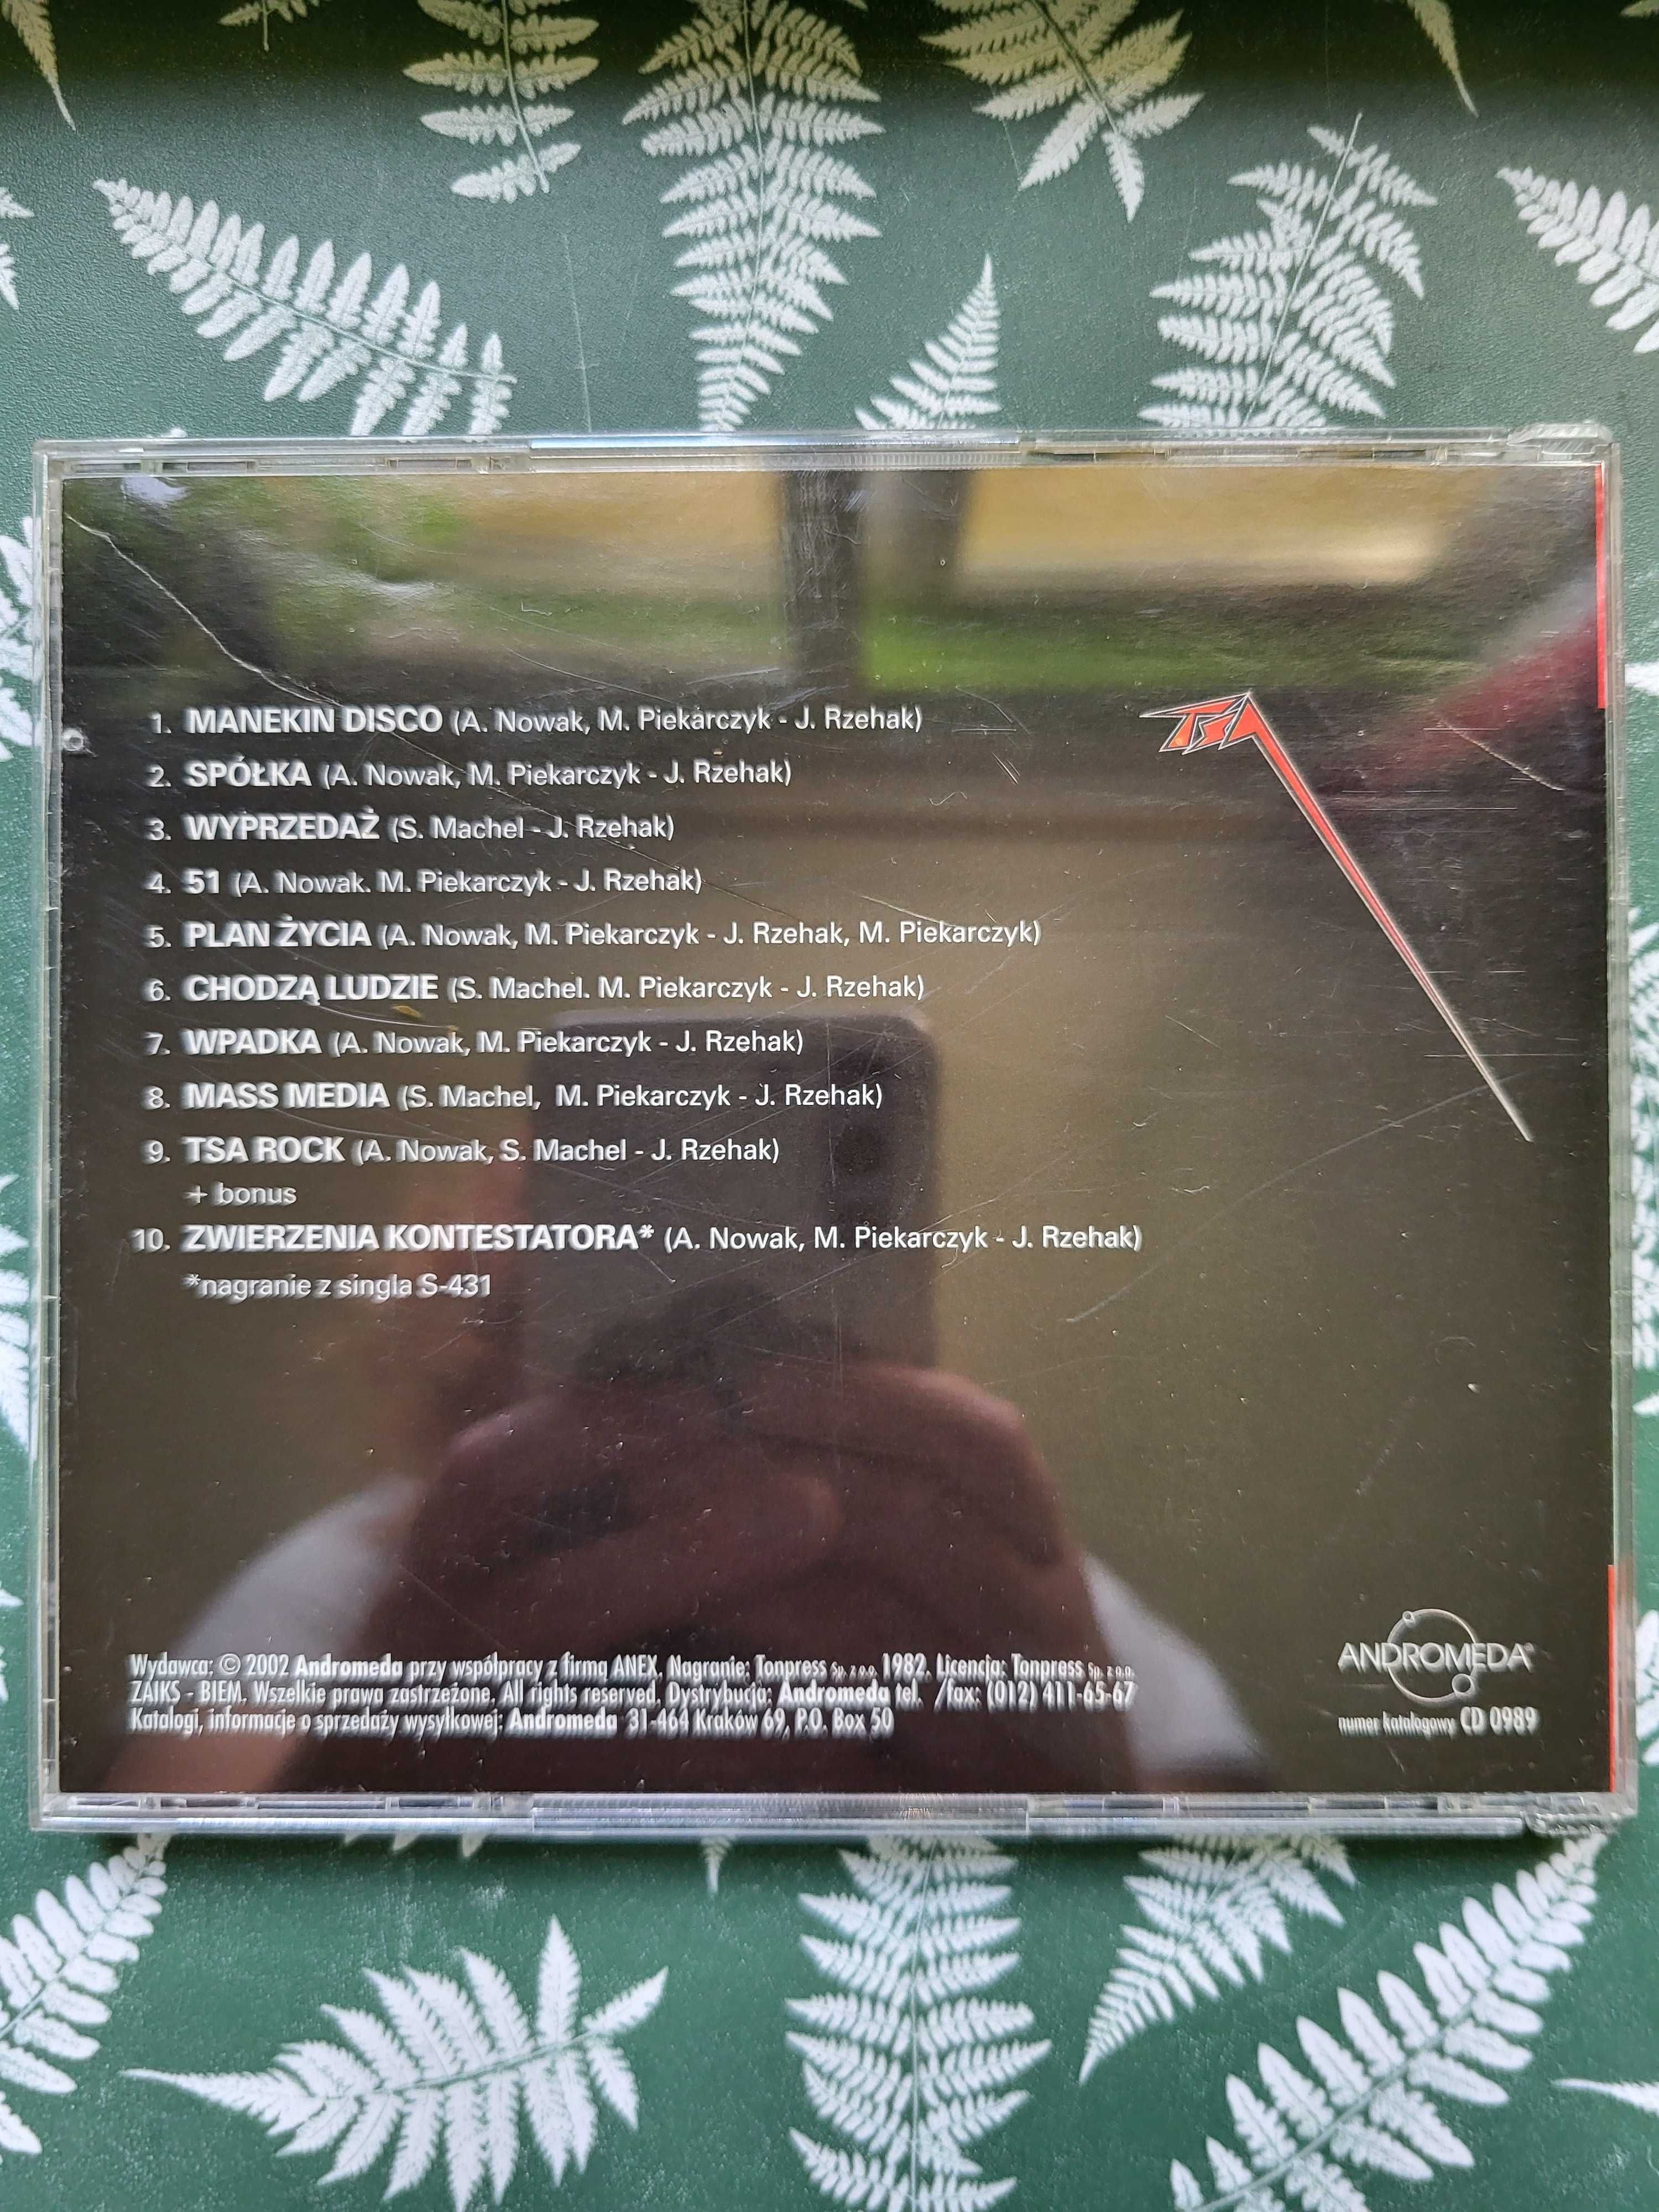 TSA
1. MANEKIN DISCO (A. Nowak, M. Piekarczyk - J. Rzehak)
2. SPÓŁKA (A. Nowak, M. Piekarczyk - J. Rzehak)
3. WYPRZEDAŻ (S. Machel - J. Rzehak)
4. 51 (A. Nowak. M. Piekarczyk - J. Rzehak)
5. PLAN ŻYCIA (A. Nowak, M. Piekarczyk - J. Rzehak, M. Piekarczyk)
6. CHODZĄ LUDZIE (S. Machel. M. Piekarczyk - J. Rzehak)
7. WPADKA (A. Nowak, M. Piekarczyk - J. Rzehak)
8. MASS MEDIA (S. Machel, M. Piekarczyk - J. Rzehak)
9. TSA ROCK (A. Nowak, S. Machel - J. Rzehak)
+ bonus
10. ZWIERZENIA KONTESTATORA* (A. Nowak, M. Piekarczyk - J. Rzehak)
*nagranie z singla S-431
Wydawca: © 2002 Andromeda przy współpracy z firmą ANEX. Nagranie: Tonpress Sp. z o.o. 1982. Licencja: Tonpress Sp. z o.o.
ZAIKS - BIEM. Wszelkie prawa zastrzeżone. All rights reserved. Dystrybucja: Andromeda tel. /fax: (012) 411-65-67
Katalogi, informacje o sprzedaży wysyłkowej: Andromeda 31-464 Kraków 69, P.O. Box 50
ANDROMEDA
numer katalogowy CD 0989